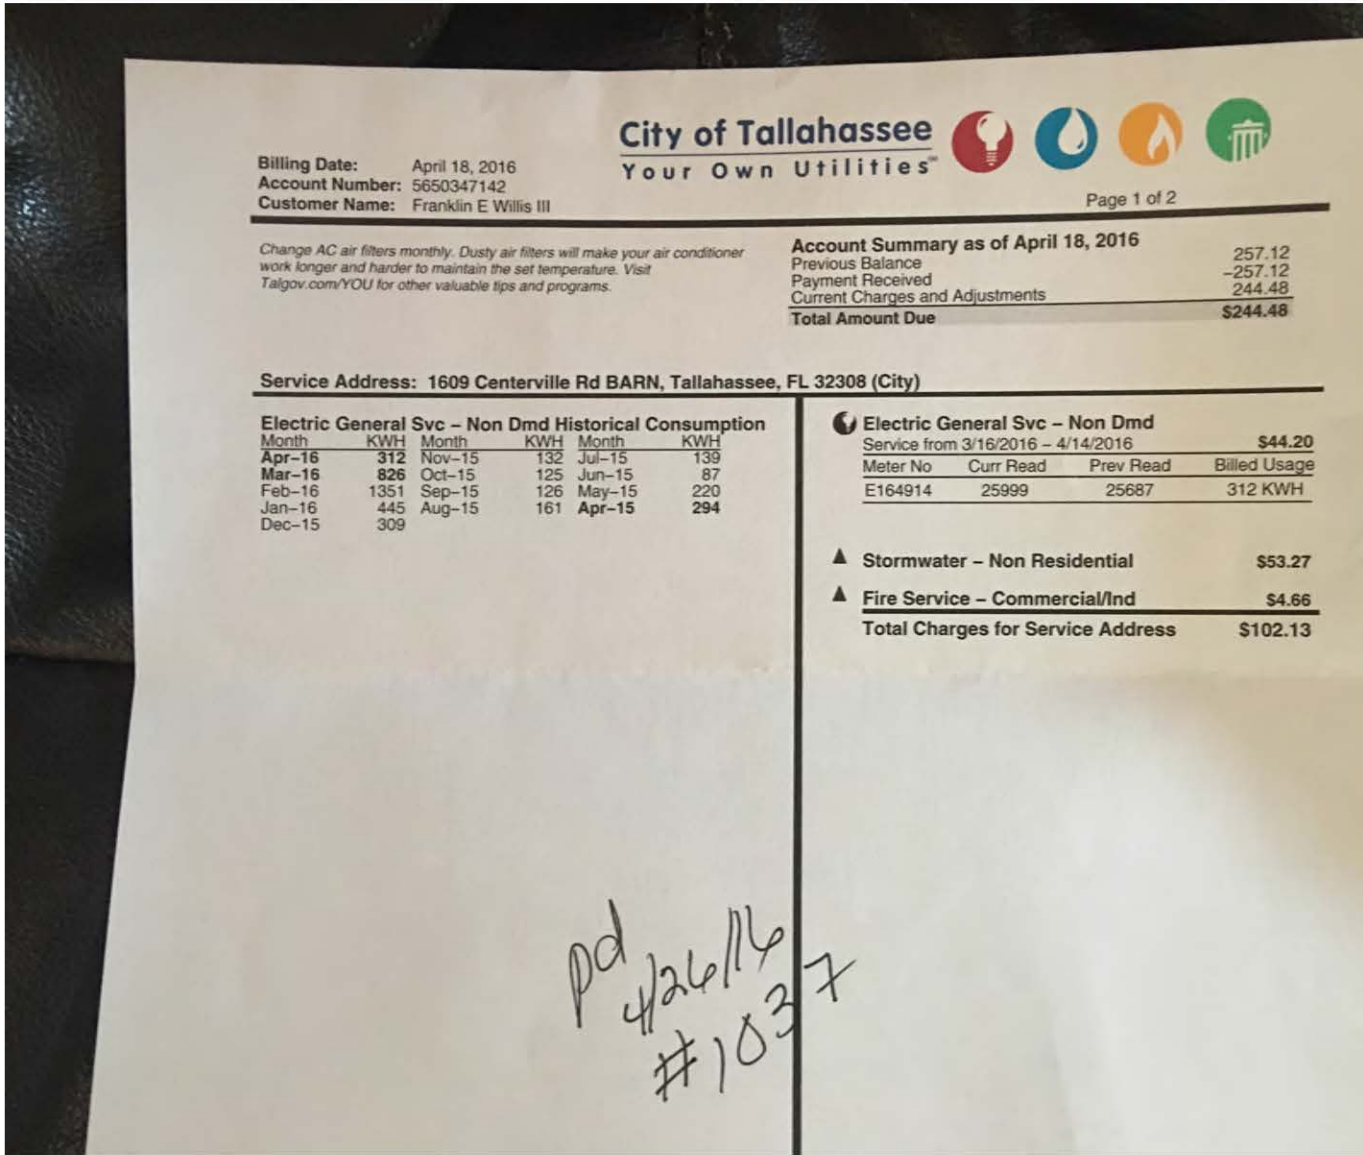 City of Tallahassee
Your Own Utilities℠
Billing Date: April 18, 2016
Account Number: 5650347142
Customer Name: Franklin E Willis III
Page 1 of 2
Change AC air filters monthly. Dusty air filters will make your air conditioner
work longer and harder to maintain the set temperature. Visit
Talgov.com/YOU for other valuable tips and programs.
Account Summary as of April 18, 2016
Previous Balance 257.12
Payment Received –257.12
Current Charges and Adjustments 244.48
Total Amount Due $244.48
Service Address: 1609 Centerville Rd BARN, Tallahassee, FL 32308 (City)
Electric General Svc – Non Dmd Historical Consumption
Month KWH Month KWH Month KWH
Apr–16 312 Nov–15 132 Jul–15 139
Mar–16 826 Oct–15 125 Jun–15 87
Feb–16 1351 Sep–15 126 May–15 220
Jan–16 445 Aug–15 161 Apr–15 294
Dec–15 309
Electric General Svc – Non Dmd
Service from 3/16/2016 – 4/14/2016 $44.20
Meter No Curr Read Prev Read Billed Usage
E164914 25999 25687 312 KWH
Stormwater – Non Residential $53.27
Fire Service – Commercial/Ind $4.66
Total Charges for Service Address $102.13
pd
4/26/16
#1037